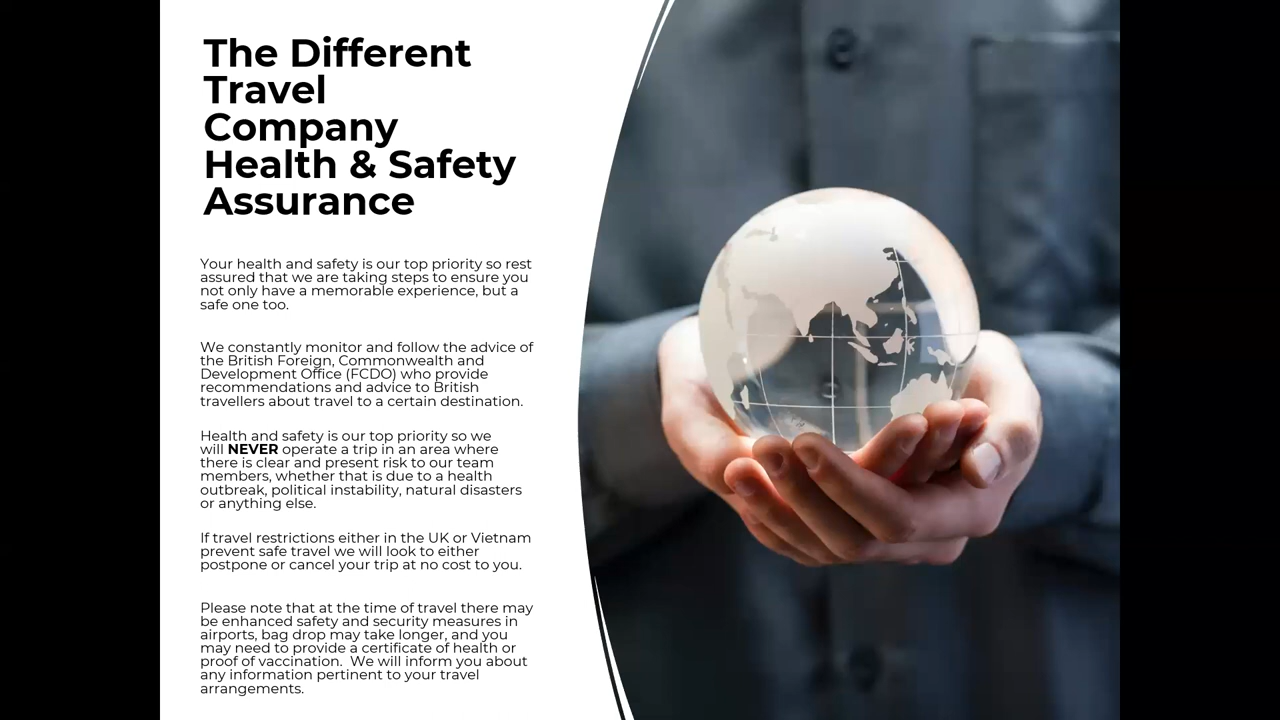 The Different
Travel
Company
Health & Safety
Assurance
Your health and safety is our top priority so rest
assured that we are taking steps to ensure you
not only have a memorable experience, but a
safe one too.
We constantly monitor and follow the advice of
the British Foreign, Commonwealth and
Development Office (FCDO) who provide
recommendations and advice to British
travellers about travel to a certain destination.
Health and safety is our top priority so we
will NEVER operate a trip in an area where
there is clear and present risk to our team
members, whether that is due to a health
outbreak, political instability, natural disasters
or anything else.
If travel restrictions either in the UK or Vietnam
prevent safe travel we will look to either
postpone or cancel your trip at no cost to you.
Please note that at the time of travel there may
be enhanced safety and security measures in
airports, bag drop may take longer, and you
may need to provide a certificate of health or
proof of vaccination.  We will inform you about
any information pertinent to your travel
arrangements.